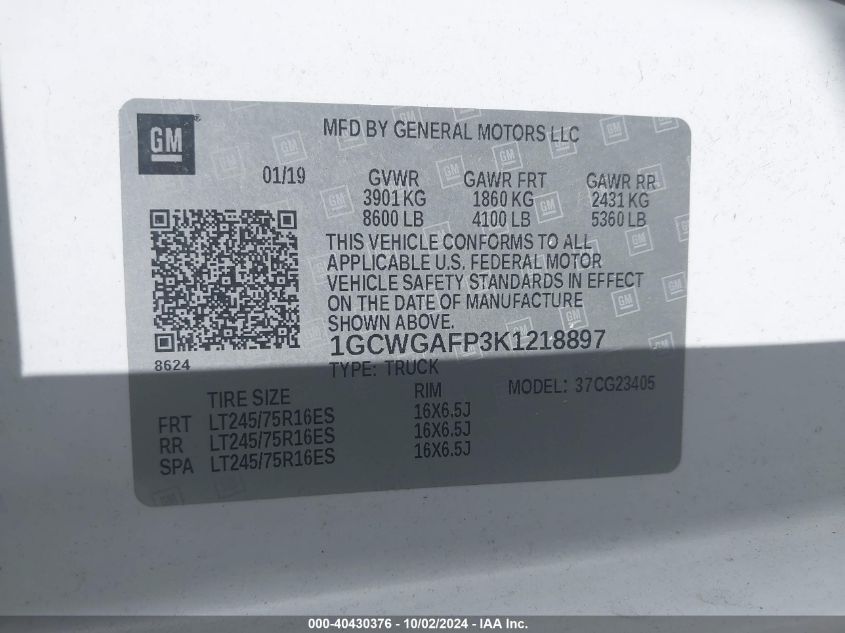 GM ®
MFD BY GENERAL MOTORS LLC
01/19 GVWR GAWR FRT GAWR RR
3901 KG 1860 KG 2431 KG
8600 LB 4100 LB 5360 LB
THIS VEHICLE CONFORMS TO ALL
APPLICABLE U.S. FEDERAL MOTOR
VEHICLE SAFETY STANDARDS IN EFFECT
ON THE DATE OF MANUFACTURE
SHOWN ABOVE.
8624
1GCWGAFP3K1218897
TYPE: TRUCK
TIRE SIZE RIM MODEL: 37CG23405
FRT LT245/75R16ES 16X6.5J
RR LT245/75R16ES 16X6.5J
SPA LT245/75R16ES 16X6.5J
000-40430376 - 10/02/2024 - IAA Inc.